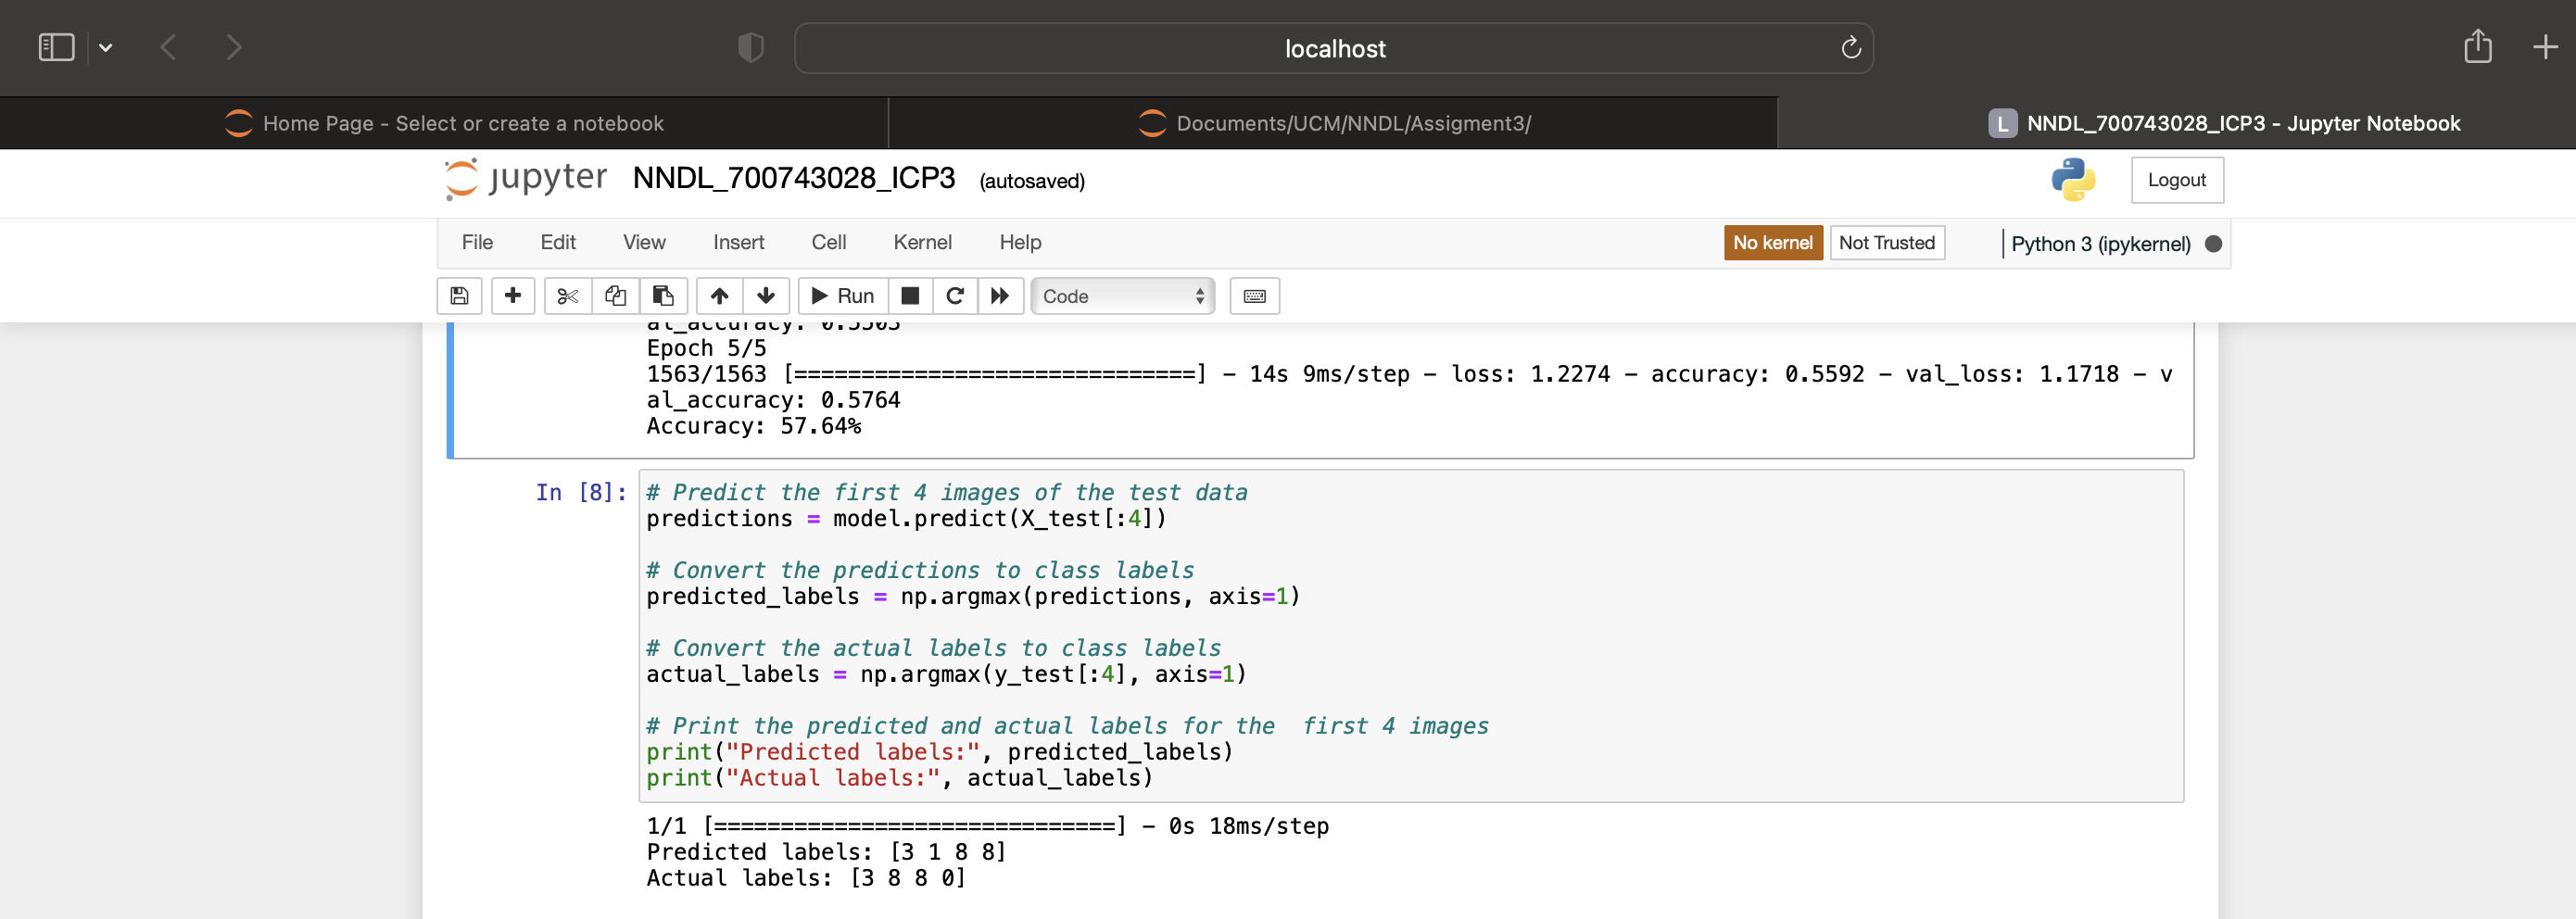 localhost
Home Page - Select or create a notebook
Documents/UCM/NNDL/Assigment3/
L NNDL_700743028_ICP3 - Jupyter Notebook
jupyter NNDL_700743028_ICP3 (autosaved)
Logout
File Edit View Insert Cell Kernel Help
No kernel Not Trusted Python 3 (ipykernel)
Run Code
Epoch 5/5
1563/1563 [==============================] - 14s 9ms/step - loss: 1.2274 - accuracy: 0.5592 - val_loss: 1.1718 - v
al_accuracy: 0.5764
Accuracy: 57.64%
In [8]:
# Predict the first 4 images of the test data
predictions = model.predict(X_test[:4])
# Convert the predictions to class labels
predicted_labels = np.argmax(predictions, axis=1)
# Convert the actual labels to class labels
actual_labels = np.argmax(y_test[:4], axis=1)
# Print the predicted and actual labels for the  first 4 images
print("Predicted labels:", predicted_labels)
print("Actual labels:", actual_labels)
1/1 [==============================] - 0s 18ms/step
Predicted labels: [3 1 8 8]
Actual labels: [3 8 8 0]